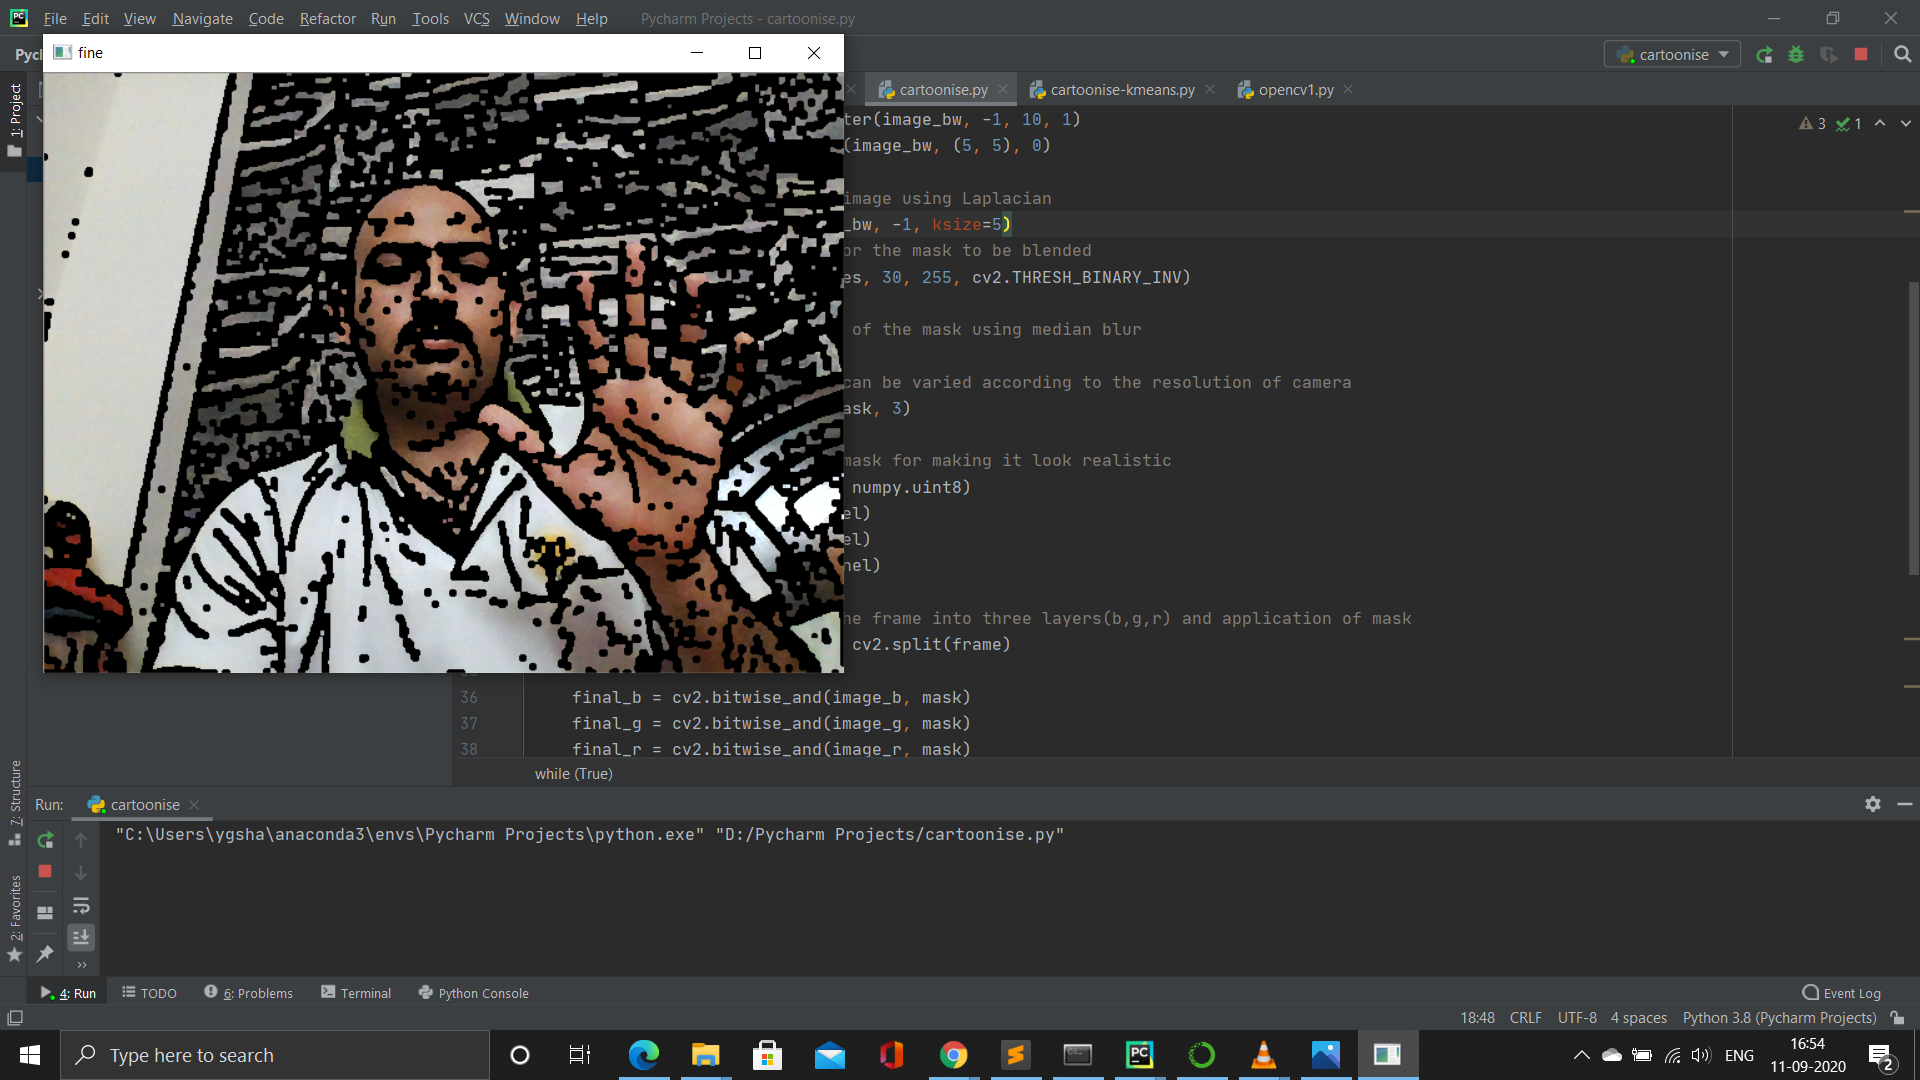 File Edit View Navigate Code Refactor Run Tools VCS Window Help Pycharm Projects - cartoonise.py
fine
cartoonise
cartoonise.py cartoonise-kmeans.py opencv1.py
3 1
1: Project
ter(image_bw, -1, 10, 1)
(image_bw, (5, 5), 0)
image using Laplacian
_bw, -1, ksize=5)
or the mask to be blended
es, 30, 255, cv2.THRESH_BINARY_INV)
of the mask using median blur
can be varied according to the resolution of camera
ask, 3)
mask for making it look realistic
numpy.uint8)
el)
el)
nel)
he frame into three layers(b,g,r) and application of mask
cv2.split(frame)
36 final_b = cv2.bitwise_and(image_b, mask)
37 final_g = cv2.bitwise_and(image_g, mask)
38 final_r = cv2.bitwise_and(image_r, mask)
while (True)
7: Structure
2: Favorites
Run: cartoonise
"C:\Users\ygsha\anaconda3\envs\Pycharm Projects\python.exe" "D:/Pycharm Projects/cartoonise.py"
4: Run TODO 6: Problems Terminal Python Console Event Log
18:48 CRLF UTF-8 4 spaces Python 3.8 (Pycharm Projects)
Type here to search
ENG
16:54
11-09-2020
2